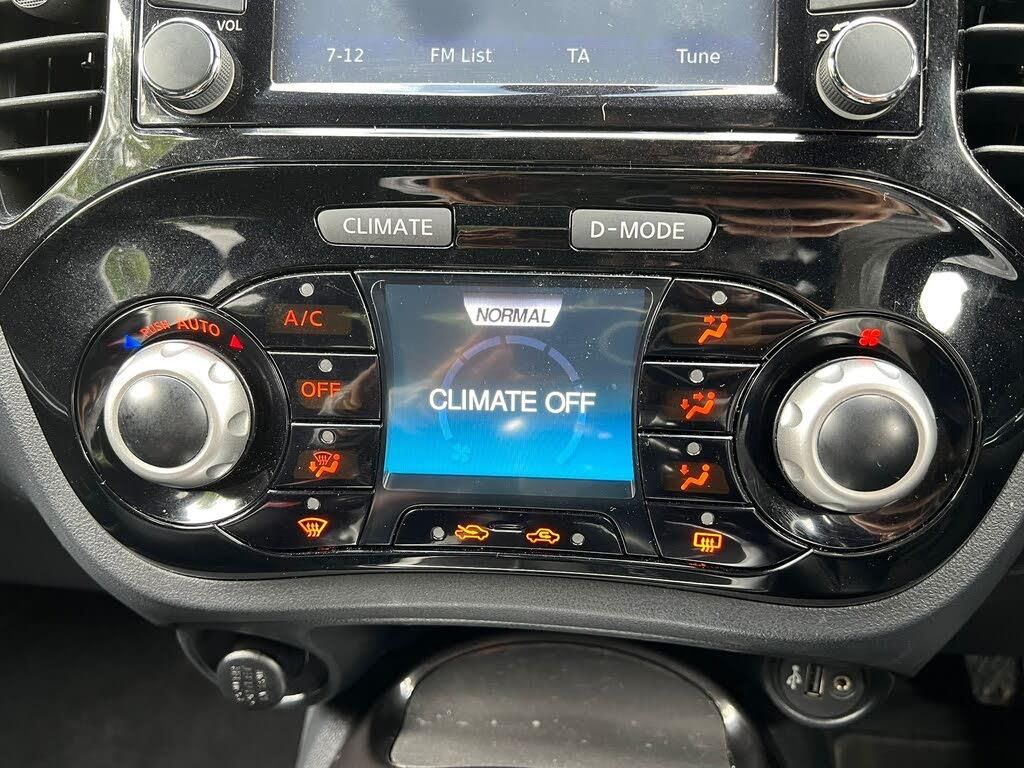 VOL
7-12 FM List TA Tune
CLIMATE D-MODE
NORMAL
PUSH AUTO
A/C
OFF
CLIMATE OFF